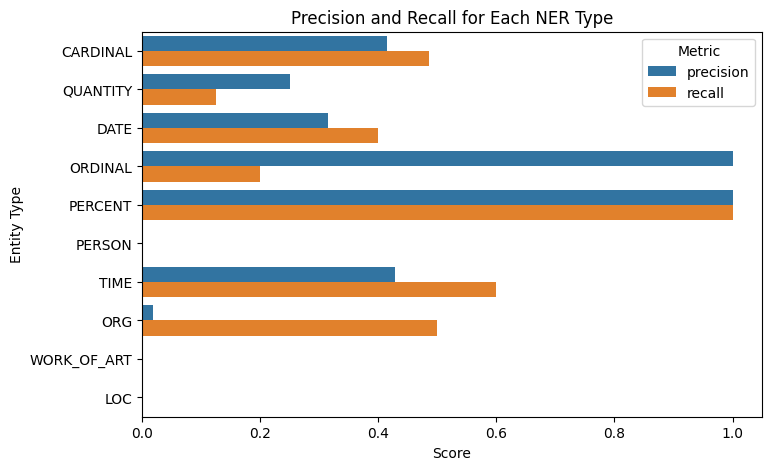 Precision and Recall for Each NER Type
Metric
precision
recall
Entity Type
CARDINAL
QUANTITY
DATE
ORDINAL
PERCENT
PERSON
TIME
ORG
WORK_OF_ART
LOC
0.0 0.2 0.4 0.6 0.8 1.0
Score